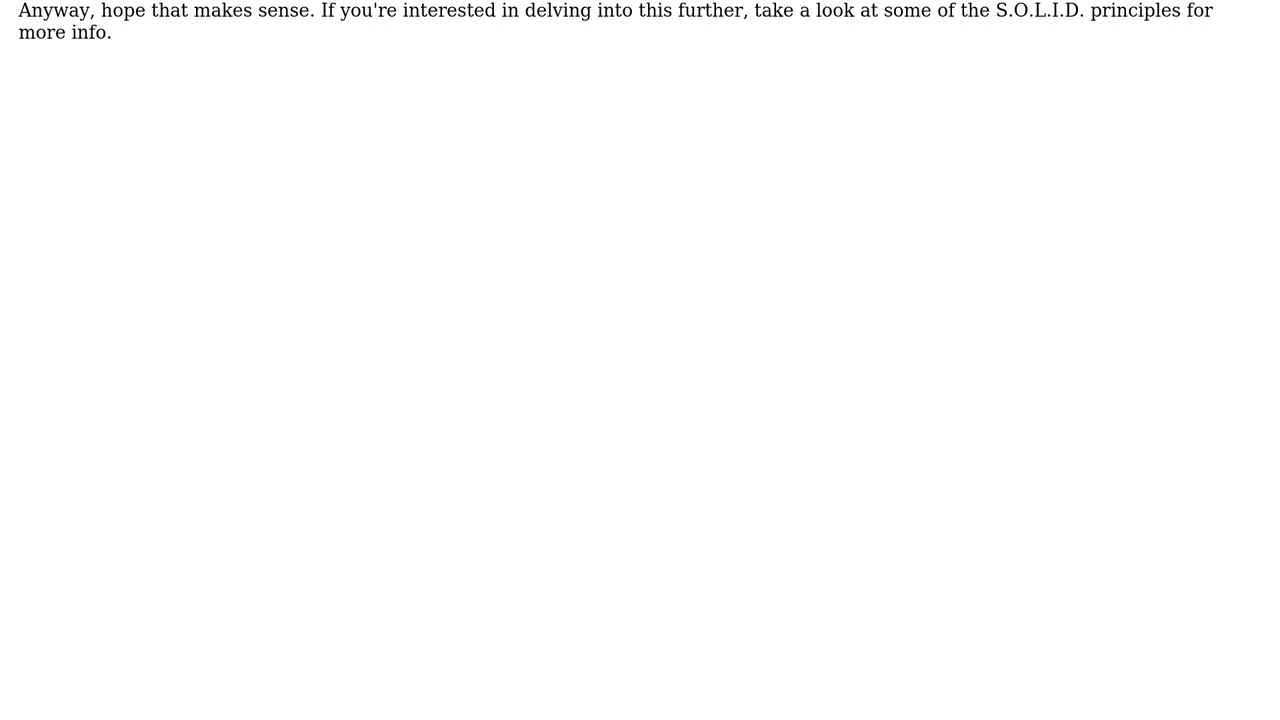 Anyway, hope that makes sense. If you're interested in delving into this further, take a look at some of the S.O.L.I.D. principles for
more info.